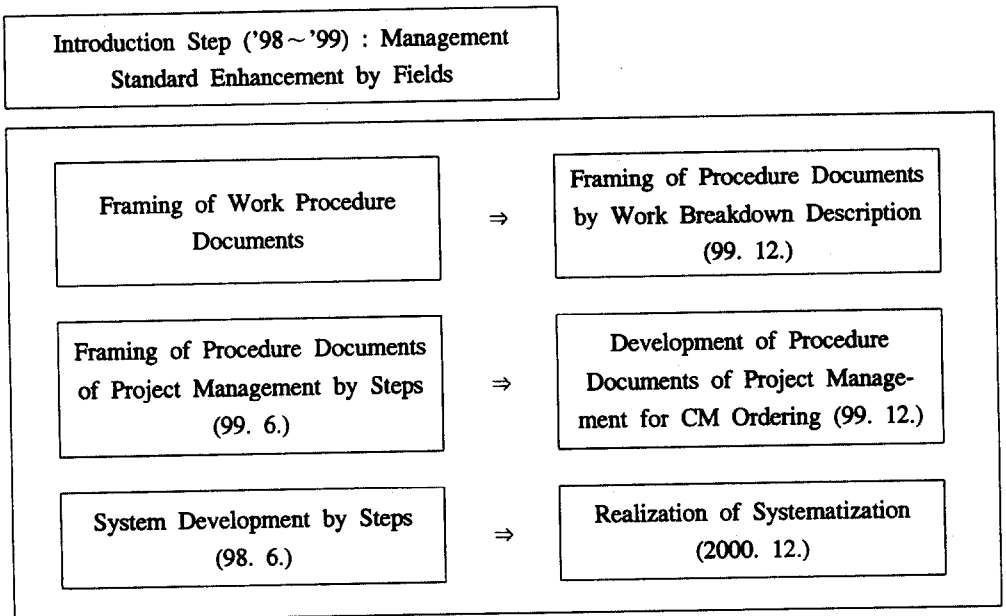 Introduction Step ('98~'99) : Management
Standard Enhancement by Fields
Framing of Work Procedure
Documents
⇒
Framing of Procedure Documents
by Work Breakdown Description
(99. 12.)
Framing of Procedure Documents
of Project Management by Steps
(99. 6.)
⇒
Development of Procedure
Documents of Project Manage-
ment for CM Ordering (99. 12.)
System Development by Steps
(98. 6.)
⇒
Realization of Systematization
(2000. 12.)